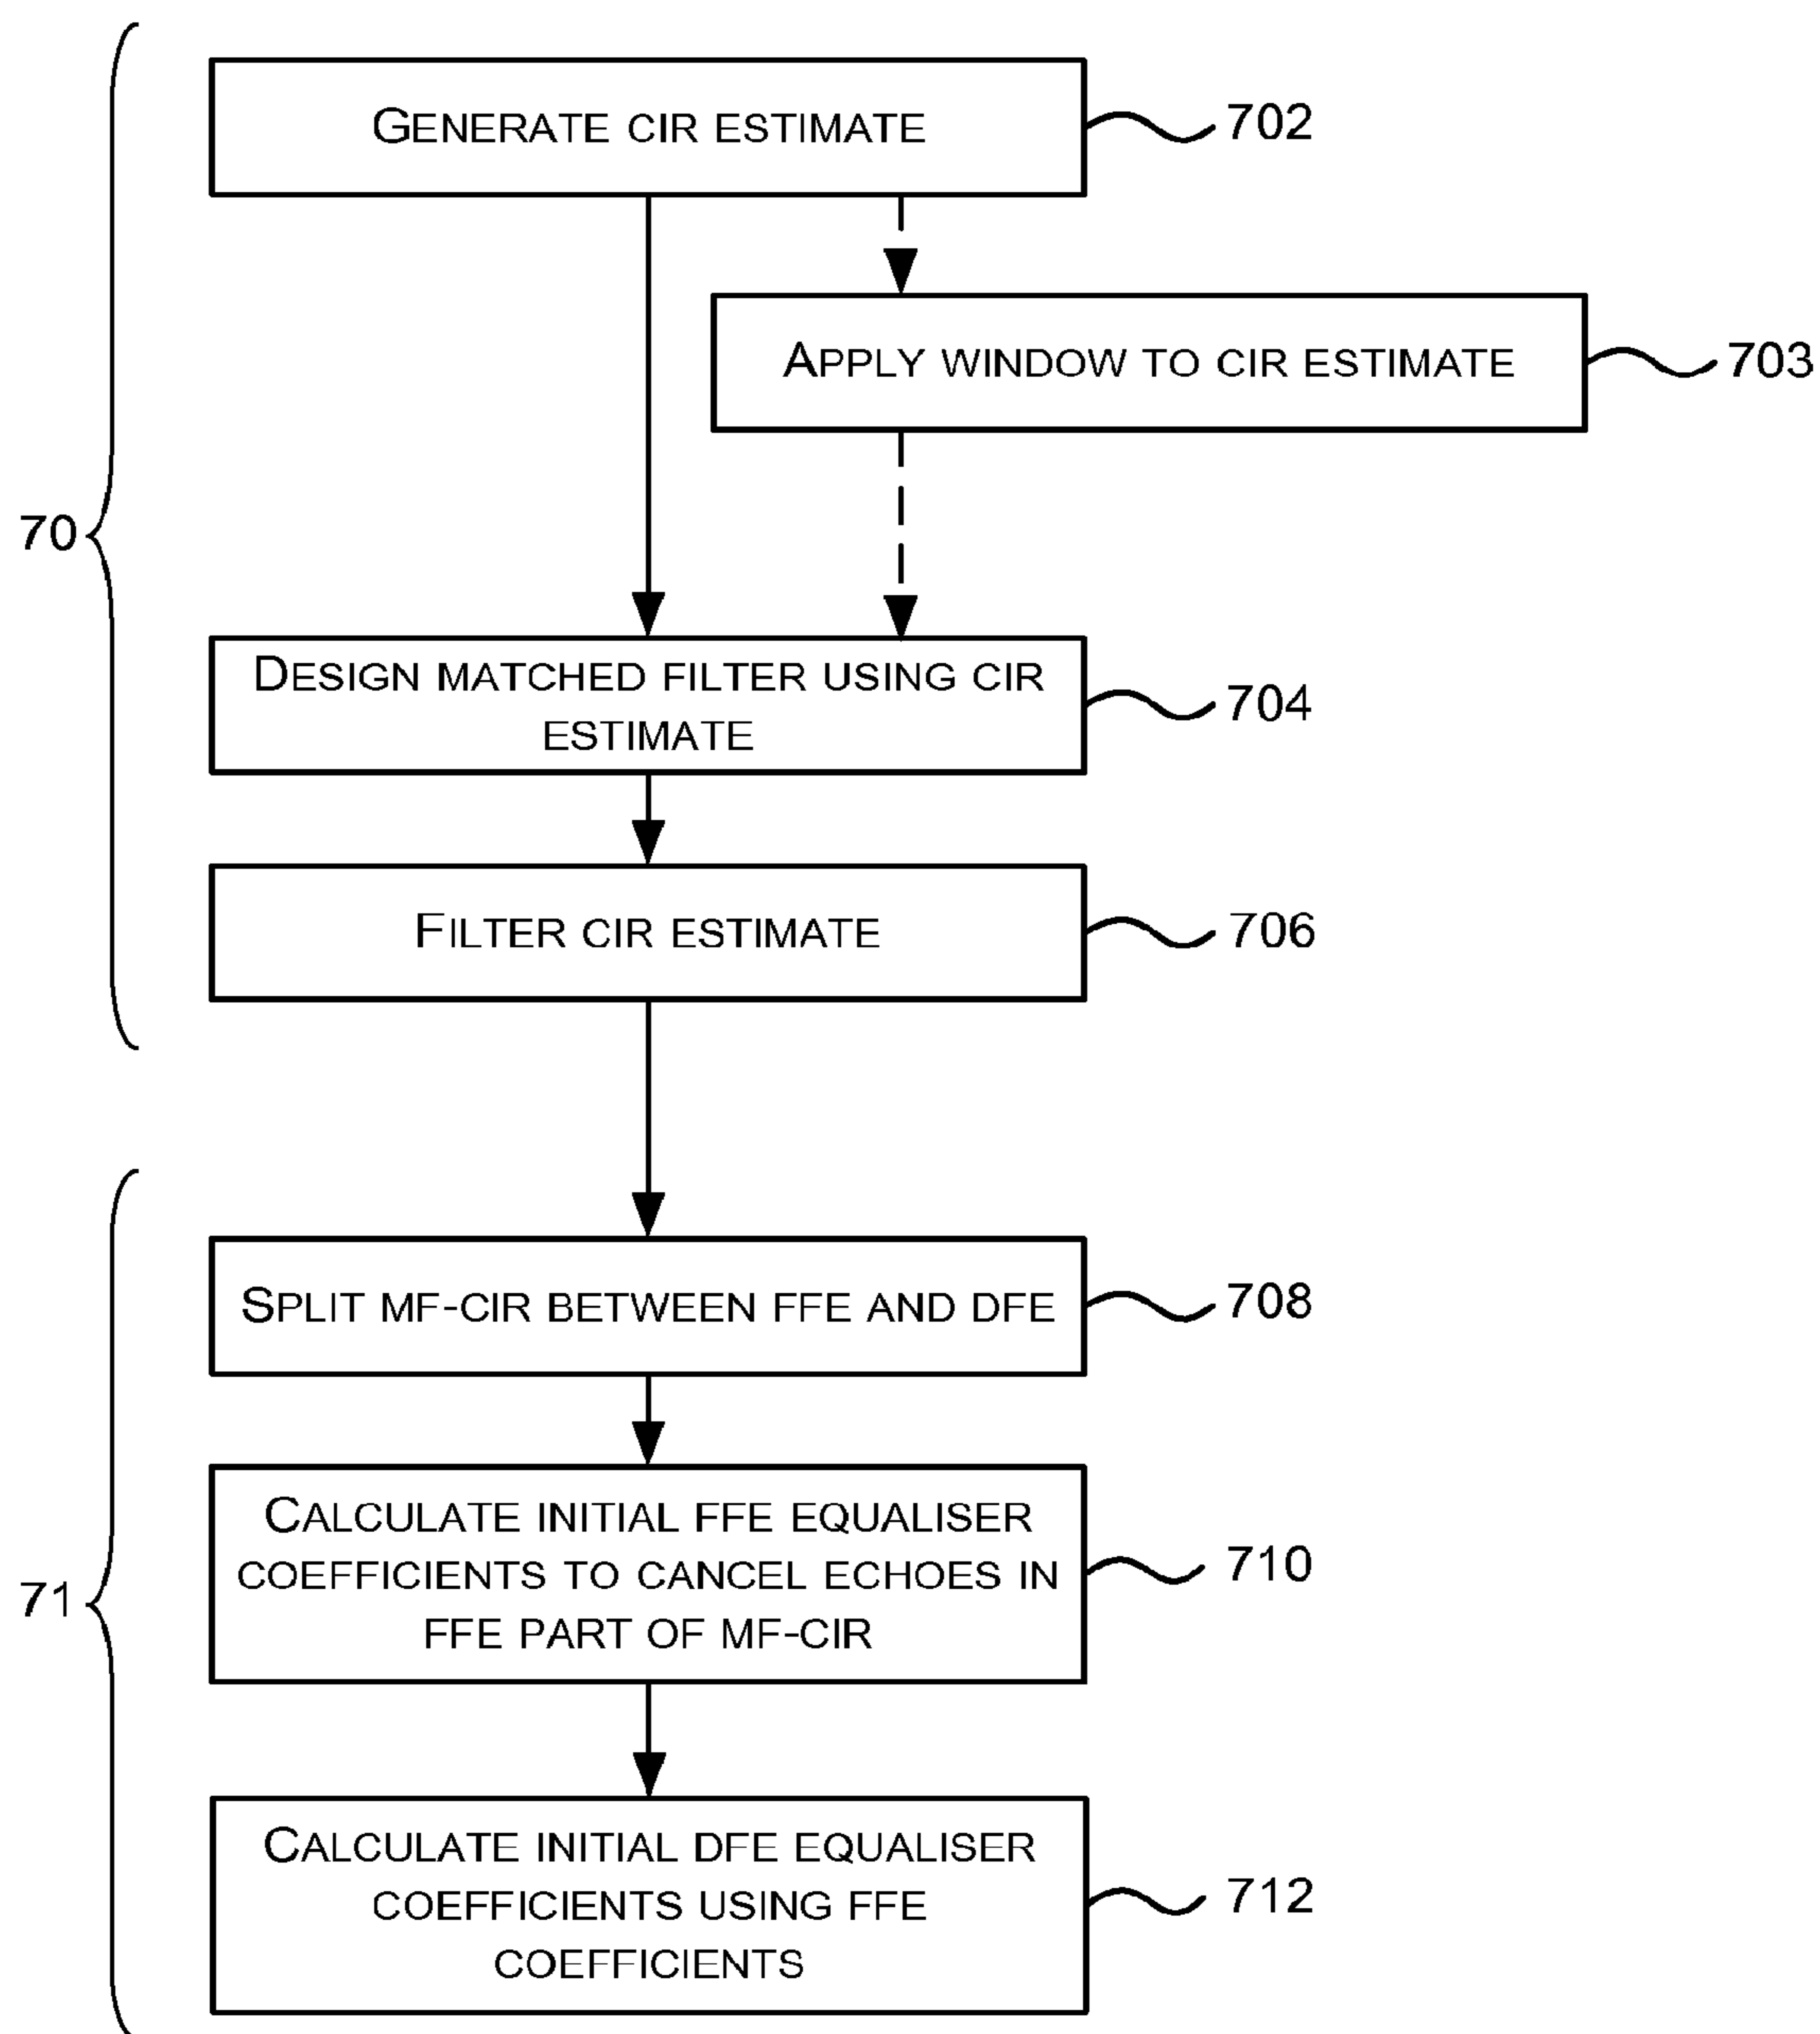 GENERATE CIR ESTIMATE
702
APPLY WINDOW TO CIR ESTIMATE
703
70
DESIGN MATCHED FILTER USING CIR
ESTIMATE
704
FILTER CIR ESTIMATE
706
SPLIT MF-CIR BETWEEN FFE AND DFE
708
71
CALCULATE INITIAL FFE EQUALISER
COEFFICIENTS TO CANCEL ECHOES IN
FFE PART OF MF-CIR
710
CALCULATE INITIAL DFE EQUALISER
COEFFICIENTS USING FFE
COEFFICIENTS
712